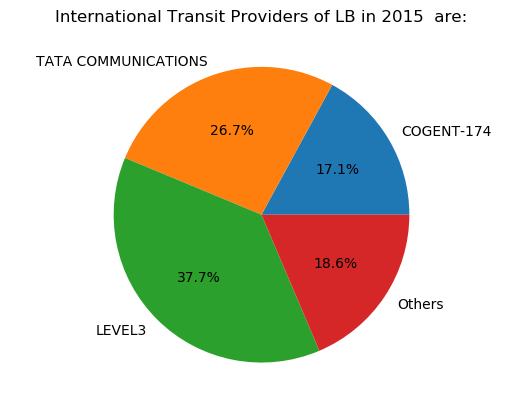 International Transit Providers of LB in 2015  are:
TATA COMMUNICATIONS
26.7%
COGENT-174
17.1%
37.7%
18.6%
LEVEL3
Others